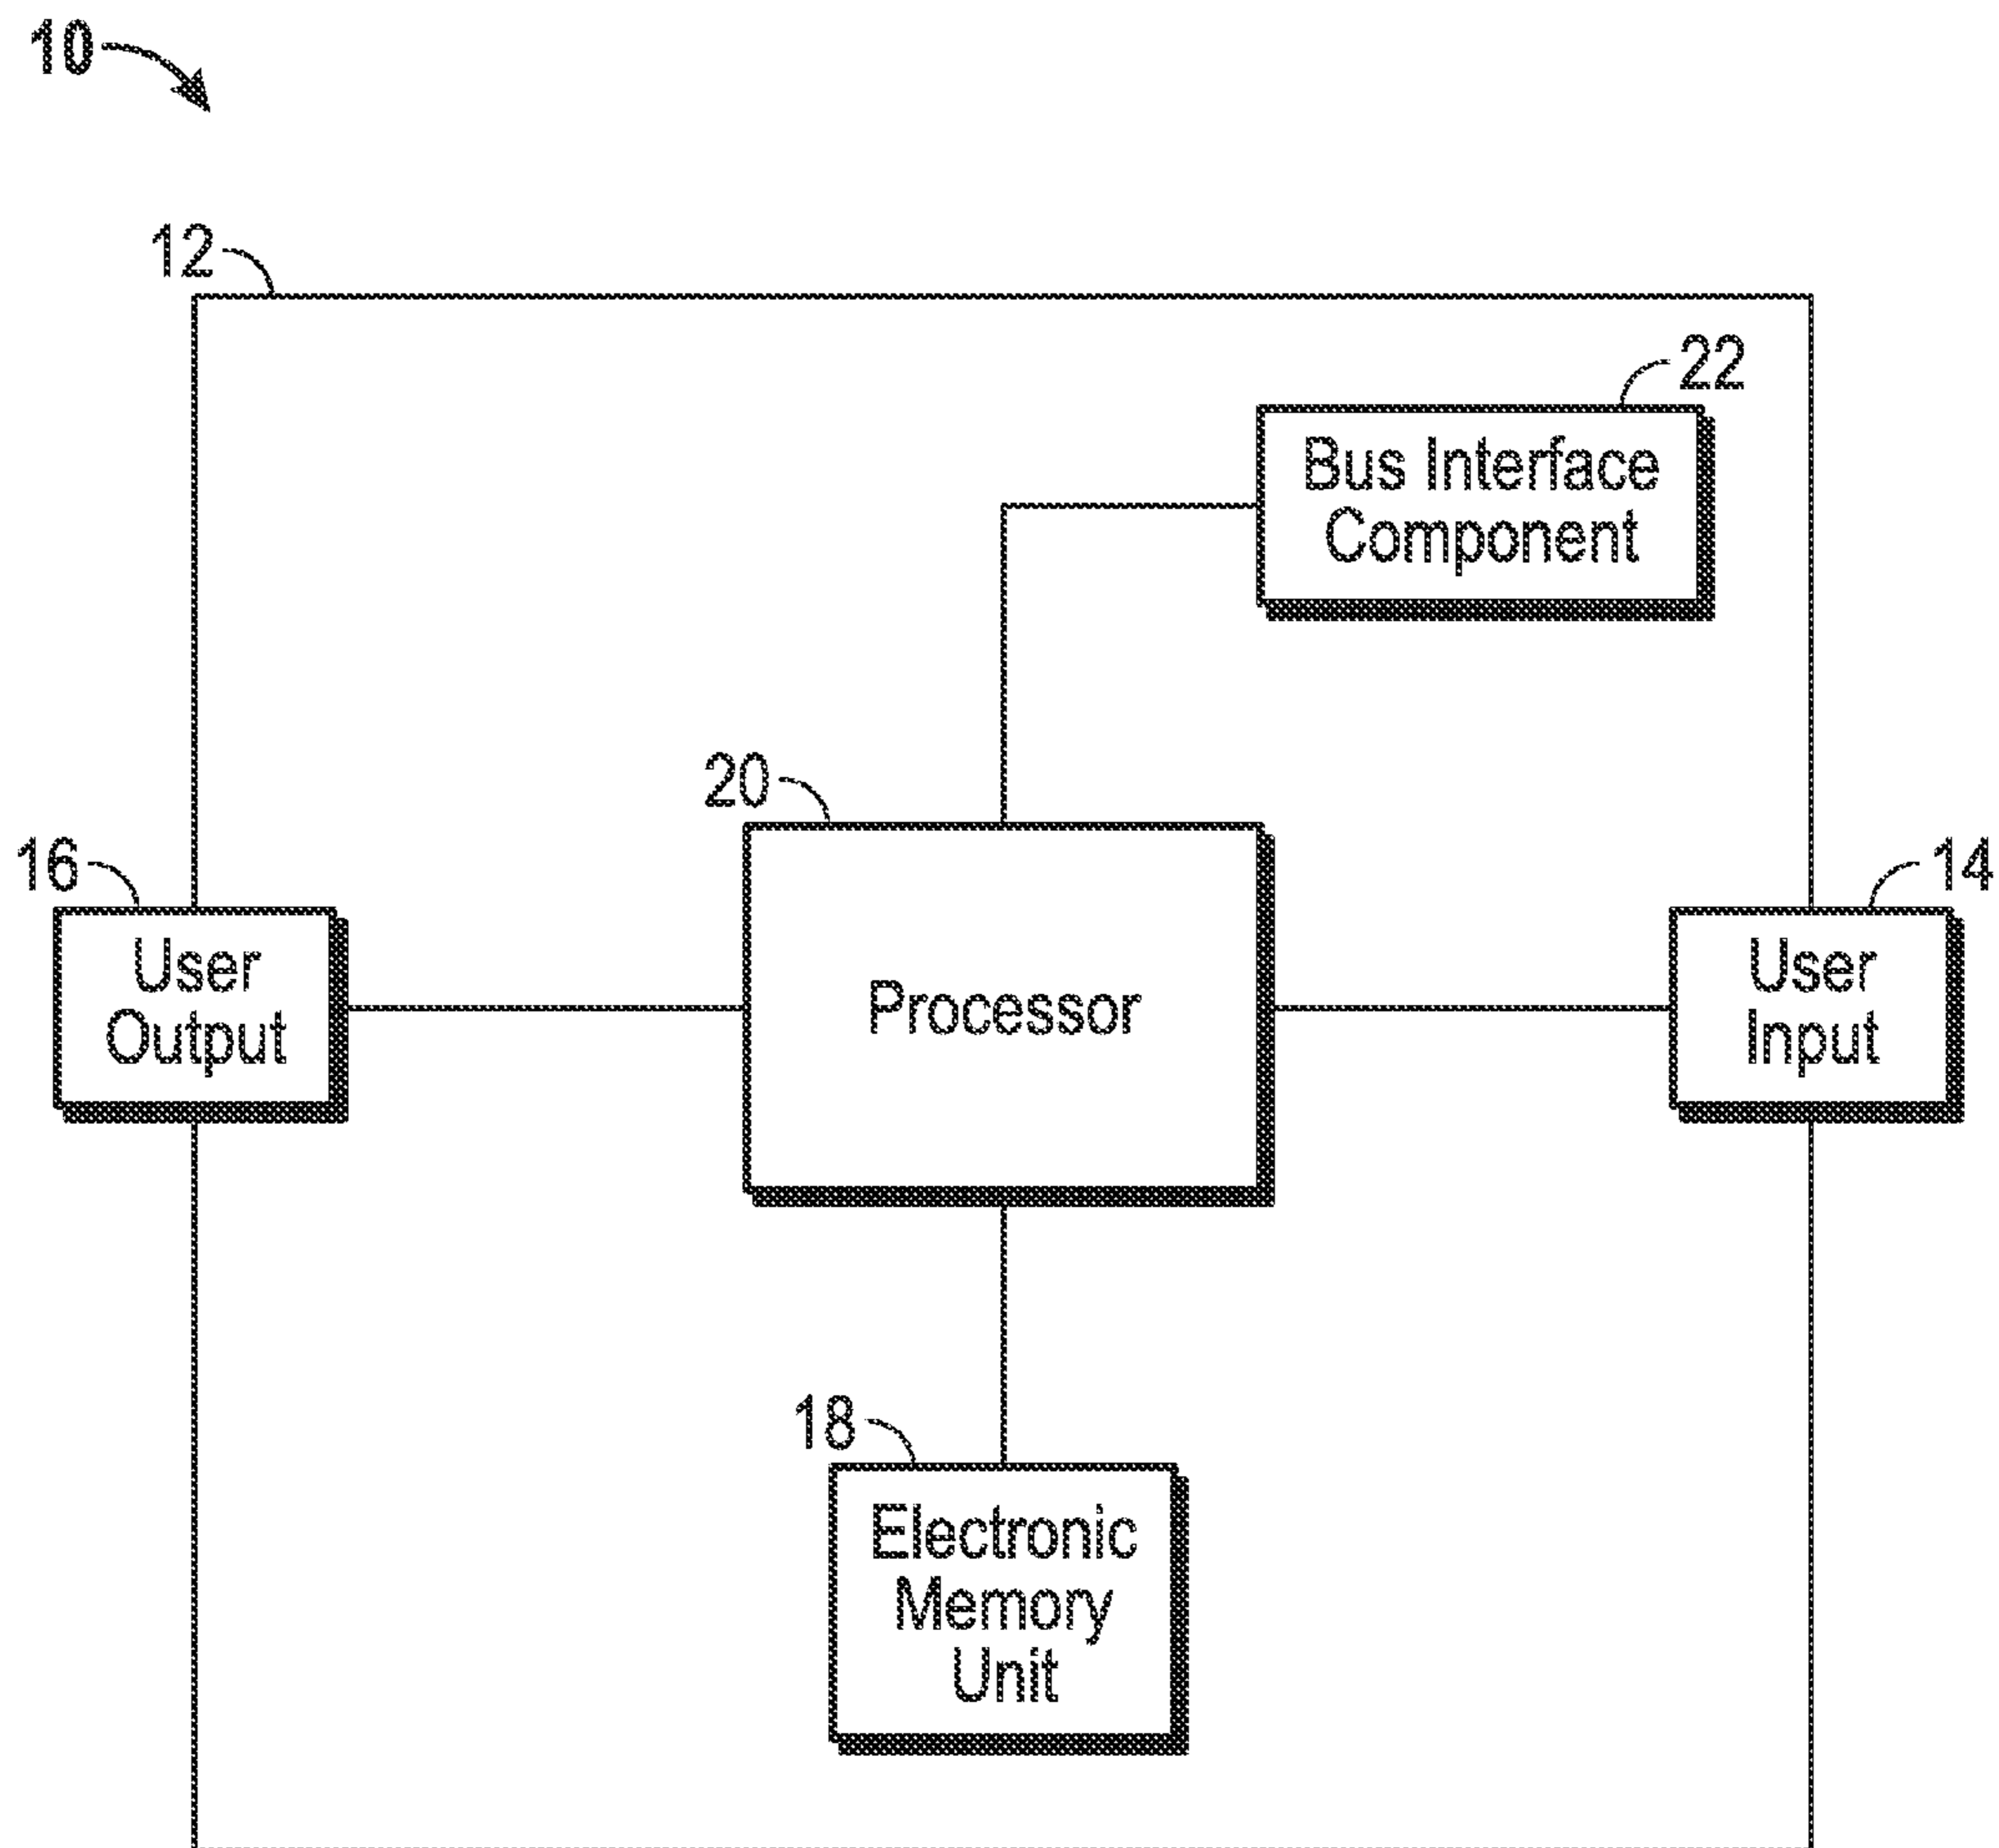 10
12
22
Bus Interface
Component
20
16
14
User
Output
Processor
User
Input
18
Electronic
Memory
Unit